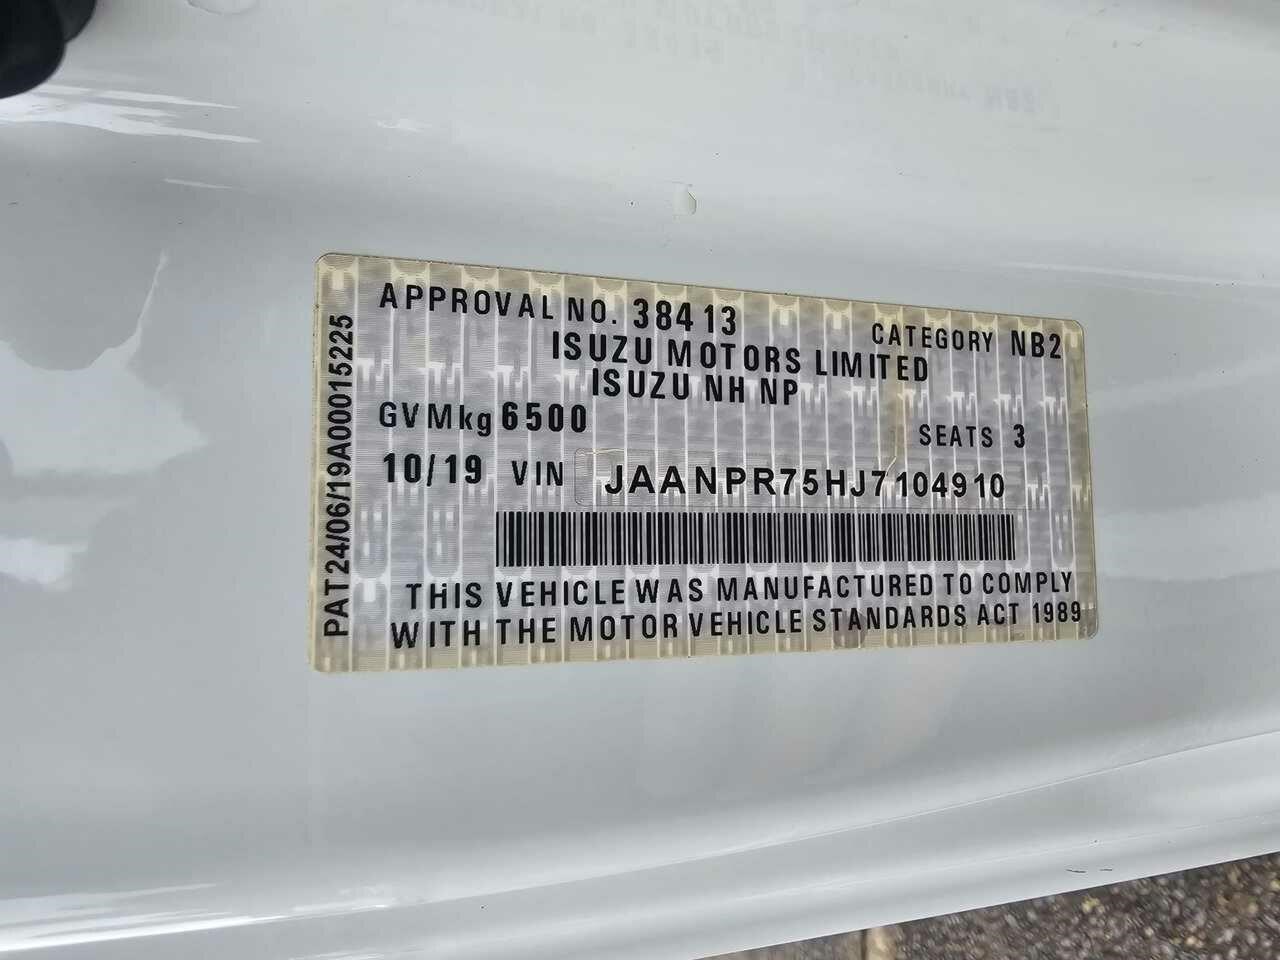 APPROVAL NO. 38413
CATEGORY NB2
ISUZU MOTORS LIMITED
ISUZU NH NP
GVMkg 6500
SEATS 3
10/19 VIN JAANPR75HJ7104910
THIS VEHICLE WAS MANUFACTURED TO COMPLY
WITH THE MOTOR VEHICLE STANDARDS ACT 1989
PAT24/06/19A00015225